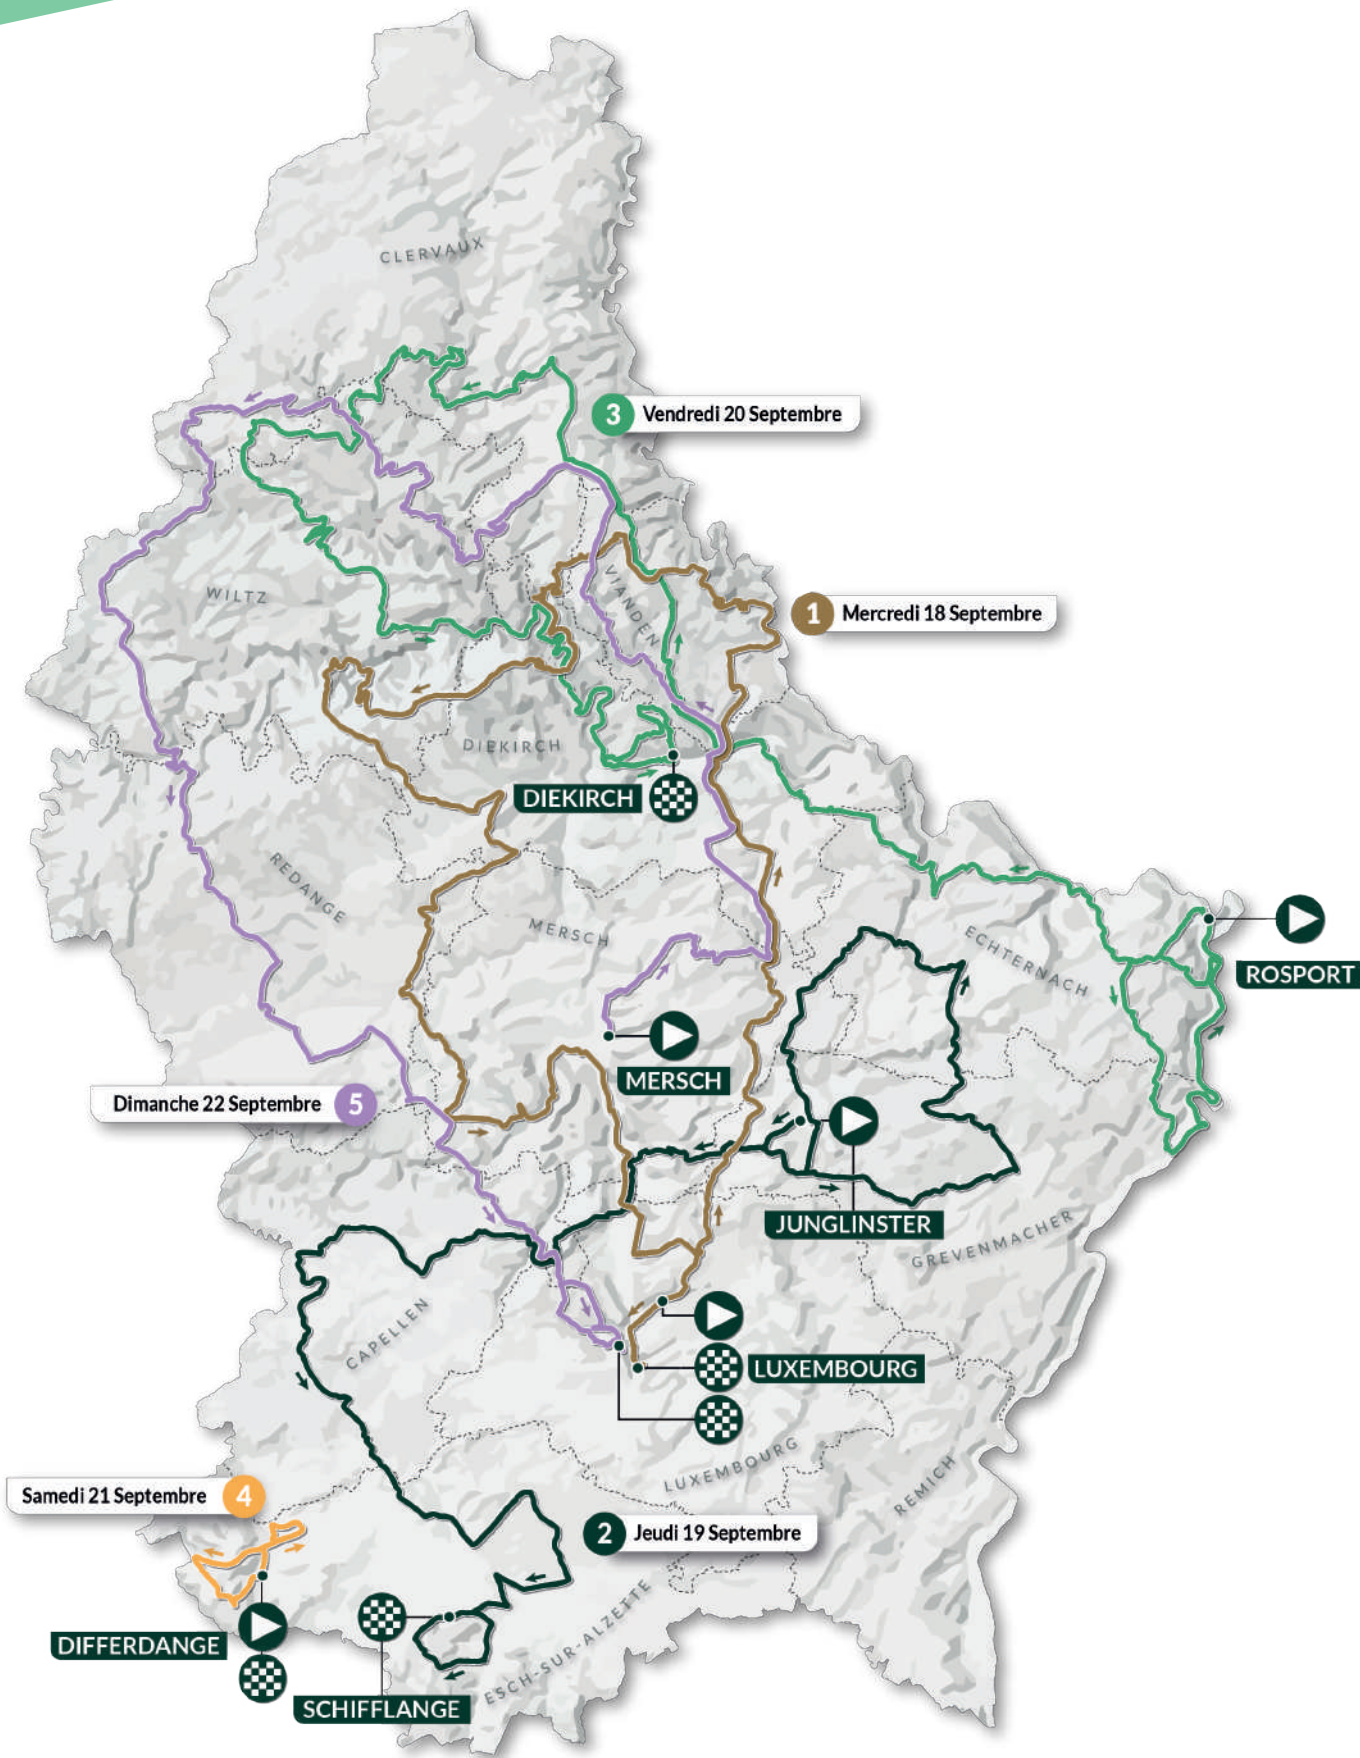 CLERVAUX
3 Vendredi 20 Septembre
WILTZ
VIANDEN
1 Mercredi 18 Septembre
DIEKIRCH
DIEKIRCH
REDANGE
MERSCH
ECHTERNACH
ROSPORT
MERSCH
Dimanche 22 Septembre 5
JUNGLINSTER
GREVENMACHER
CAPELLEN
LUXEMBOURG
LUXEMBOURG
REMICH
Samedi 21 Septembre 4
2 Jeudi 19 Septembre
ESCH-SUR-ALZETTE
DIFFERDANGE
SCHIFFLANGE